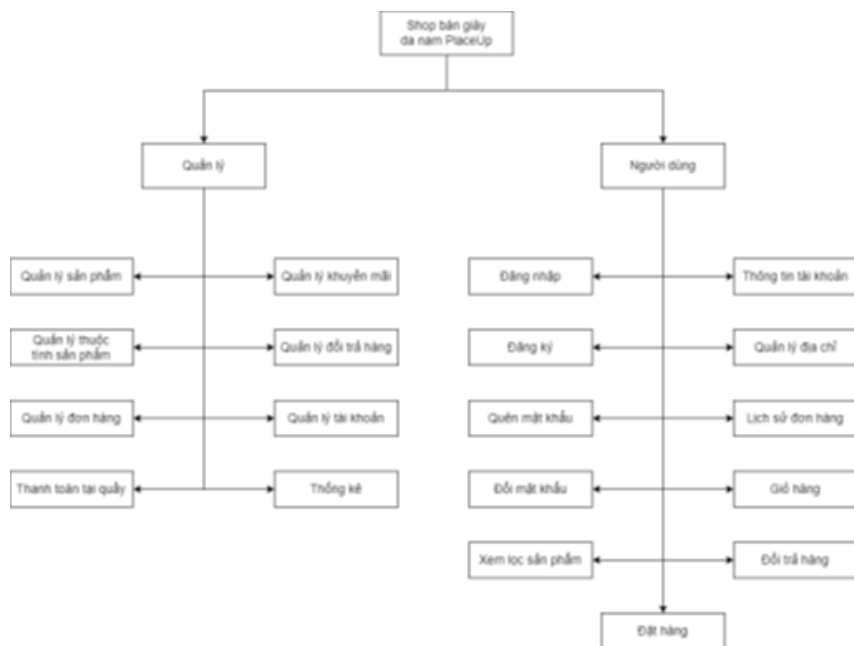 Shop bán giày
da nam PlaceUp
Quản lý
Người dùng
Quản lý sản phẩm
Quản lý khuyến mãi
Đăng nhập
Thông tin tài khoản
Quản lý thuộc
tính sản phẩm
Quản lý đổi trả hàng
Đăng ký
Quản lý địa chỉ
Quản lý đơn hàng
Quản lý tài khoản
Quên mật khẩu
Lịch sử đơn hàng
Thanh toán tại quầy
Thống kê
Đổi mật khẩu
Giỏ hàng
Xem lọc sản phẩm
Đổi trả hàng
Đặt hàng